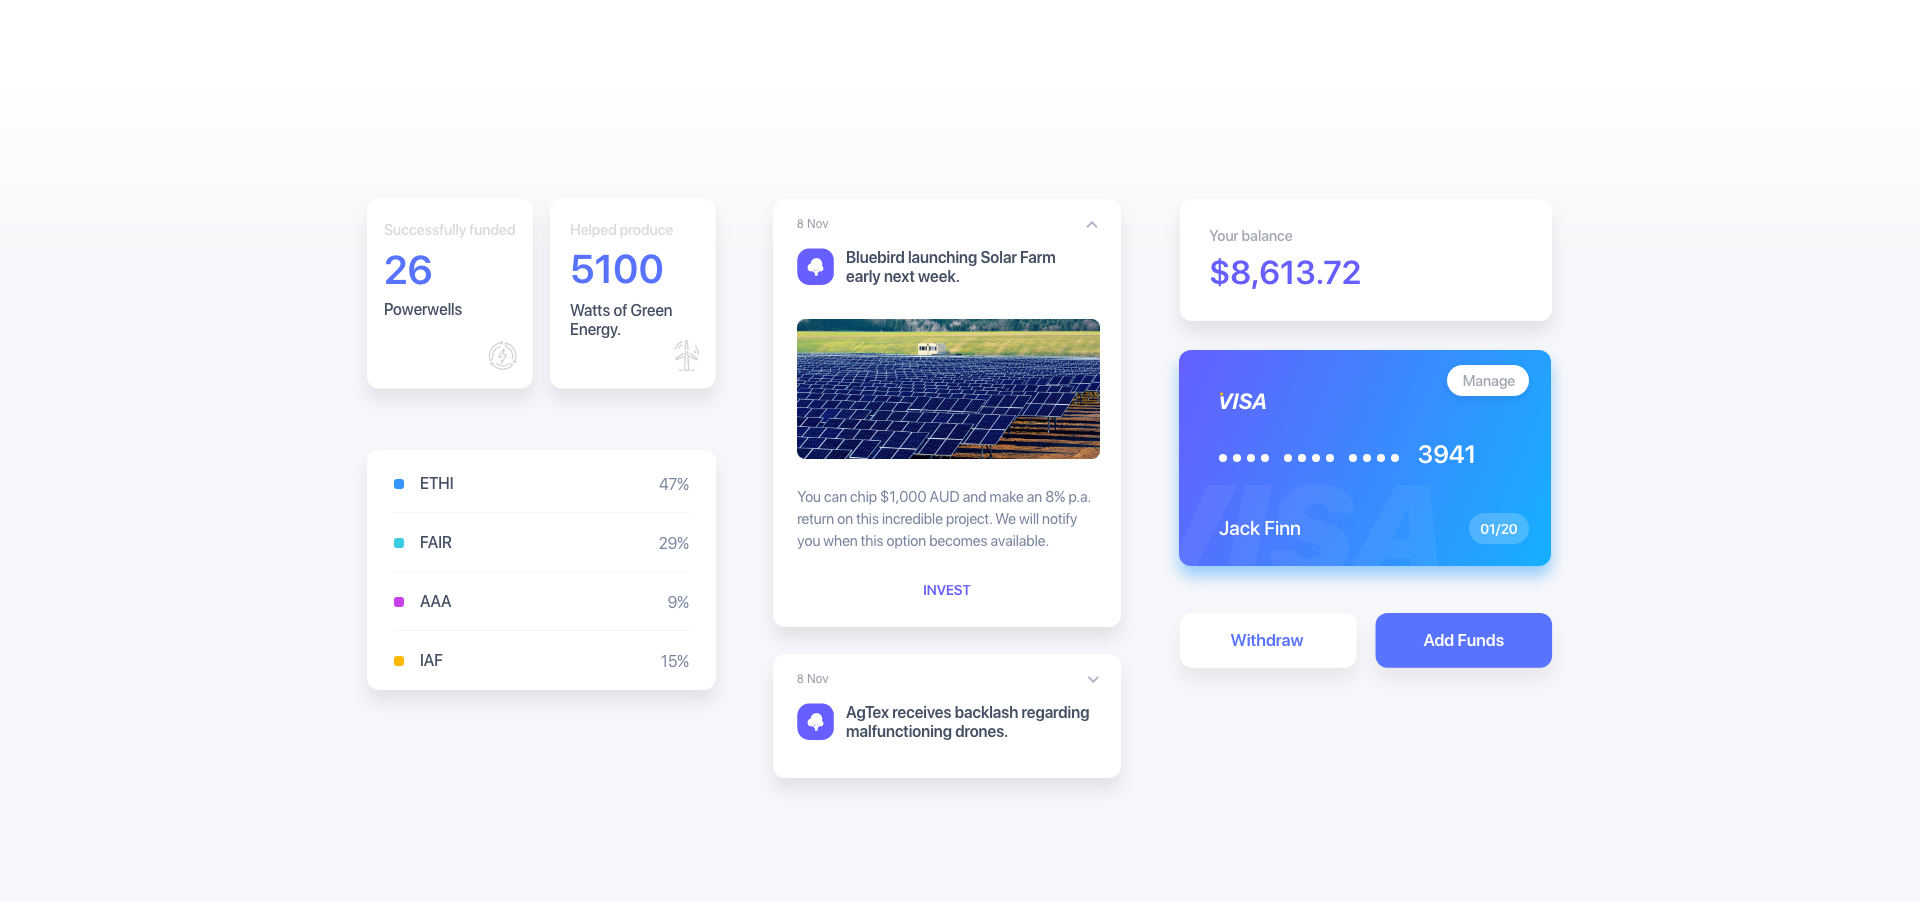 Successfully funded
26
Powerwells
Helped produce
5100
Watts of Green
Energy.
ETHI 47%
FAIR 29%
AAA 9%
IAF 15%
8 Nov
Bluebird launching Solar Farm
early next week.
You can chip $1,000 AUD and make an 8% p.a.
return on this incredible project. We will notify
you when this option becomes available.
INVEST
8 Nov
AgTex receives backlash regarding
malfunctioning drones.
Your balance
$8,613.72
Manage
VISA
•••• •••• •••• 3941
VISA
Jack Finn 01/20
Withdraw
Add Funds